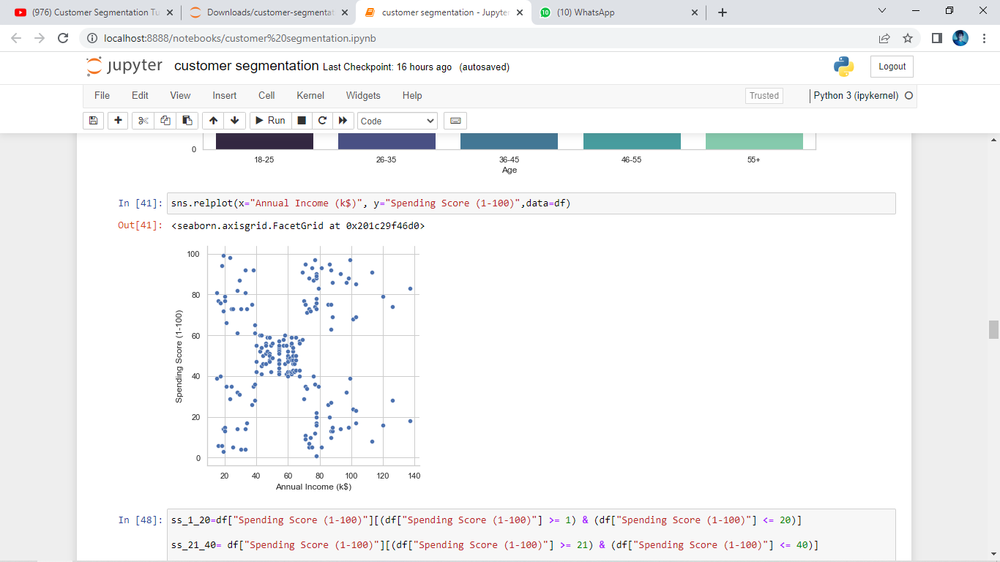 (976) Customer Segmentation Tu
Downloads/customer-segmentat
customer segmentation - Jupyter
10 (10) WhatsApp
localhost:8888/notebooks/customer%20segmentation.ipynb
jupyter customer segmentation Last Checkpoint: 16 hours ago (autosaved)
Logout
File Edit View Insert Cell Kernel Widgets Help
Trusted Python 3 (ipykernel)
Run Code
0
18-25 26-35 36-45 46-55 55+
Age
In [41]: sns.relplot(x="Annual Income (k$)", y="Spending Score (1-100)",data=df)
Out[41]: <seaborn.axisgrid.FacetGrid at 0x201c29f46d0>
100
80
60
40
20
0
Spending Score (1-100)
20 40 60 80 100 120 140
Annual Income (k$)
In [48]: ss_1_20=df["Spending Score (1-100)"][(df["Spending Score (1-100)"] >= 1) & (df["Spending Score (1-100)"] <= 20)]
ss_21_40= df["Spending Score (1-100)"][(df["Spending Score (1-100)"] >= 21) & (df["Spending Score (1-100)"] <= 40)]